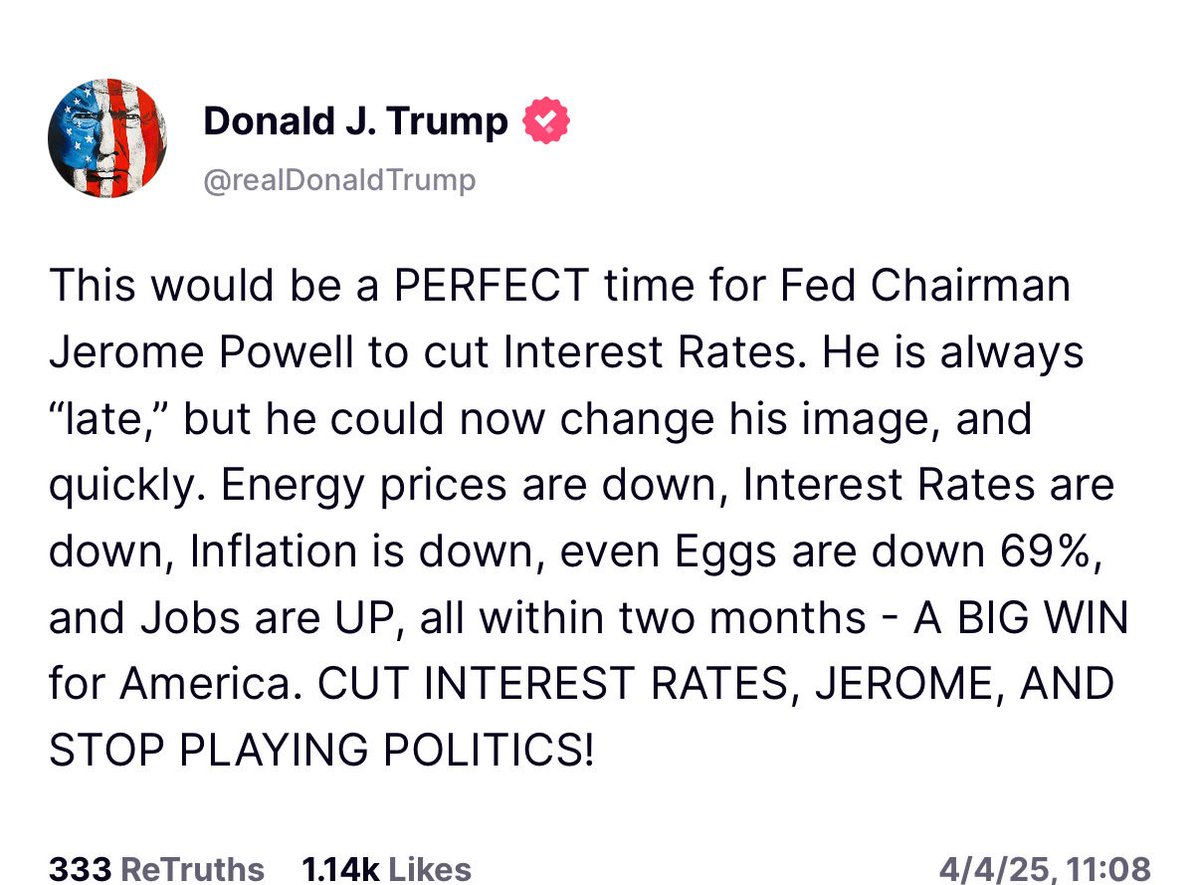 Donald J. Trump
@realDonaldTrump
This would be a PERFECT time for Fed Chairman
Jerome Powell to cut Interest Rates. He is always
“late,” but he could now change his image, and
quickly. Energy prices are down, Interest Rates are
down, Inflation is down, even Eggs are down 69%,
and Jobs are UP, all within two months - A BIG WIN
for America. CUT INTEREST RATES, JEROME, AND
STOP PLAYING POLITICS!
333 ReTruths 1.14k Likes 4/4/25, 11:08